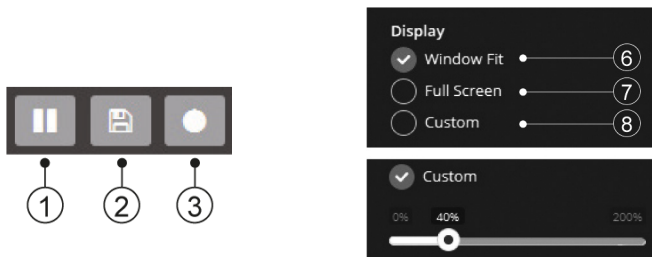 1 2 3
Display
Window Fit 6
Full Screen 7
Custom 8
Custom
0% 40% 200%